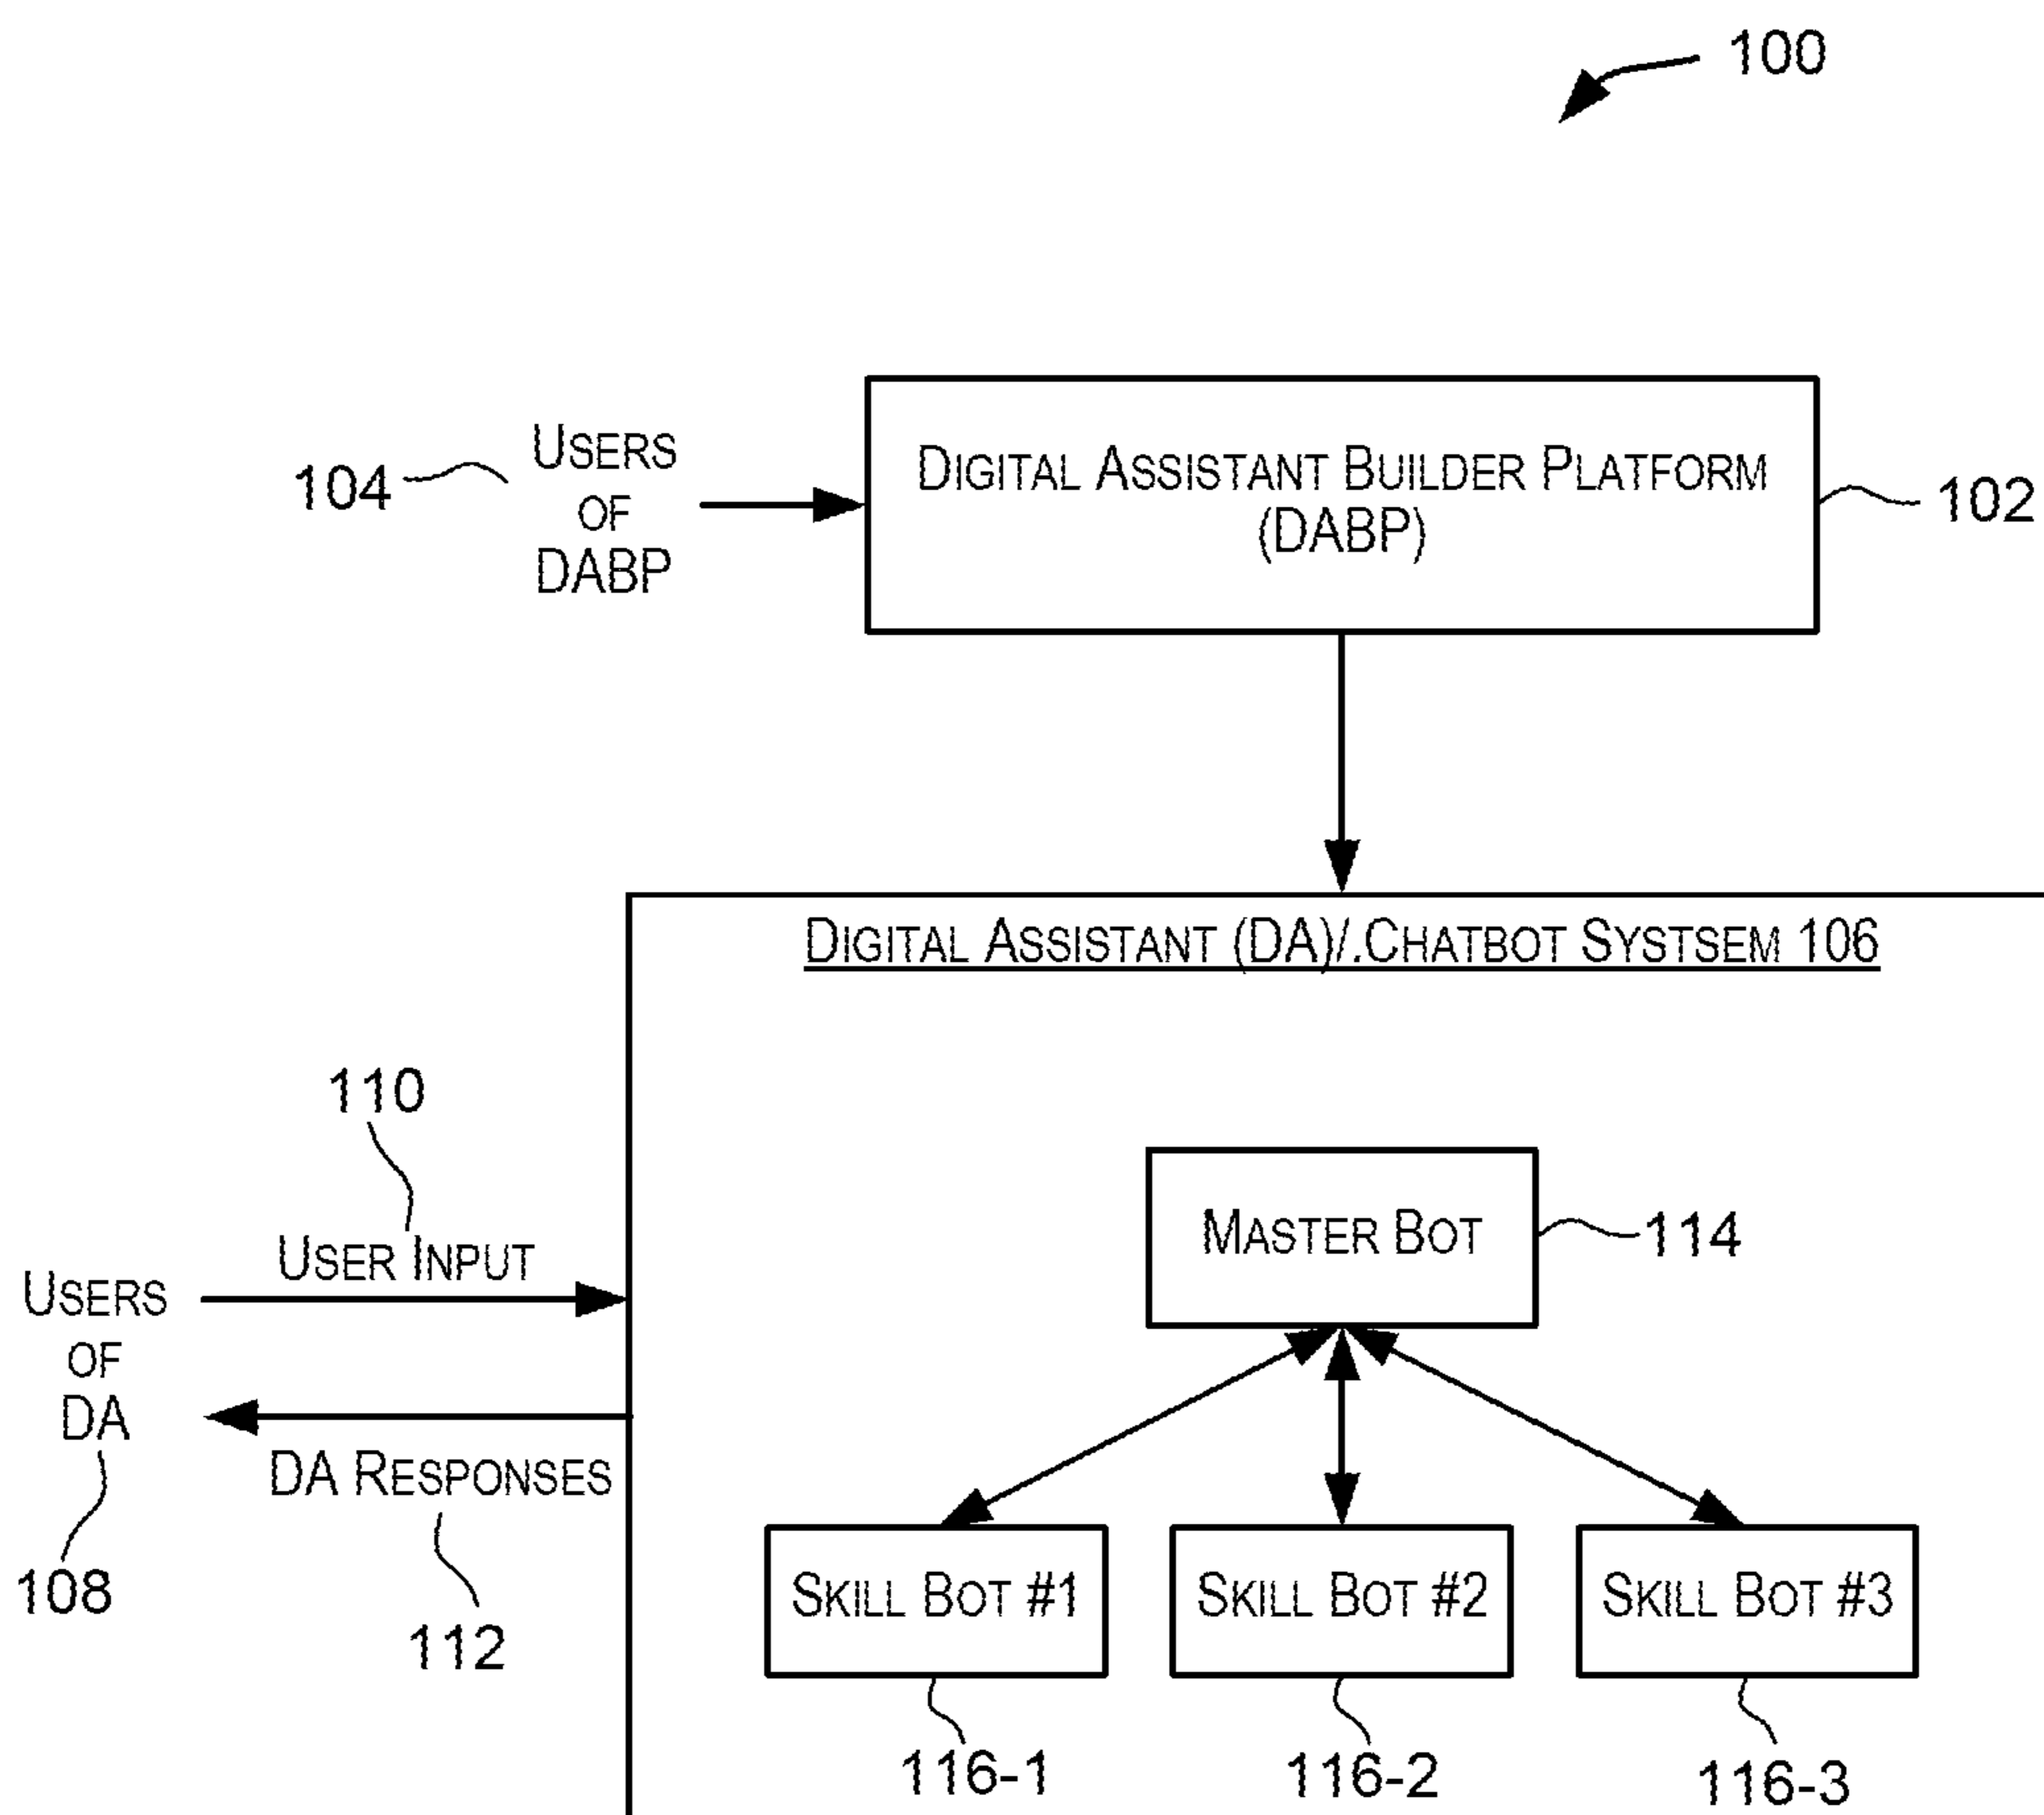 100
USERS
OF
DABP
104
DIGITAL ASSISTANT BUILDER PLATFORM
(DABP)
102
DIGITAL ASSISTANT (DA)/.CHATBOT SYSTSEM 106
110
USER INPUT
USERS
OF
DA
108
DA RESPONSES
112
MASTER BOT
114
SKILL BOT #1
SKILL BOT #2
SKILL BOT #3
116-1
116-2
116-3